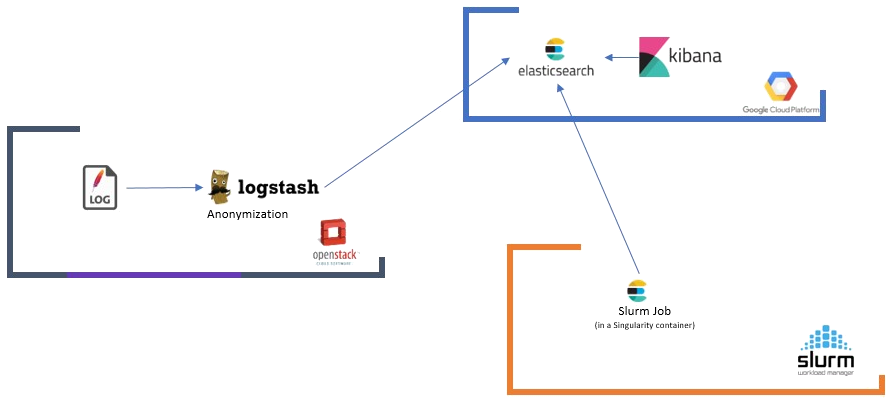 elasticsearch
kibana
Google Cloud Platform
LOG
logstash
Anonymization
openstack
CLOUD SOFTWARE
Slurm Job
(in a Singularity container)
slurm
workload manager